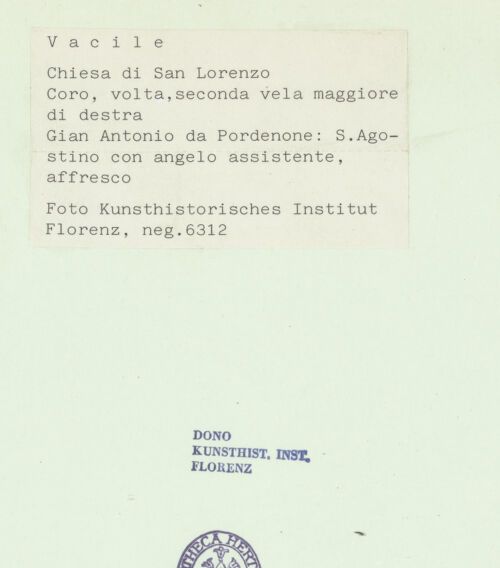 V a c i l e
Chiesa di San Lorenzo
Coro, volta,seconda vela maggiore
di destra
Gian Antonio da Pordenone: S.Ago-
stino con angelo assistente,
affresco
Foto Kunsthistorisches Institut
Florenz, neg.6312
DONO
KUNSTHIST. INST.
FLORENZ